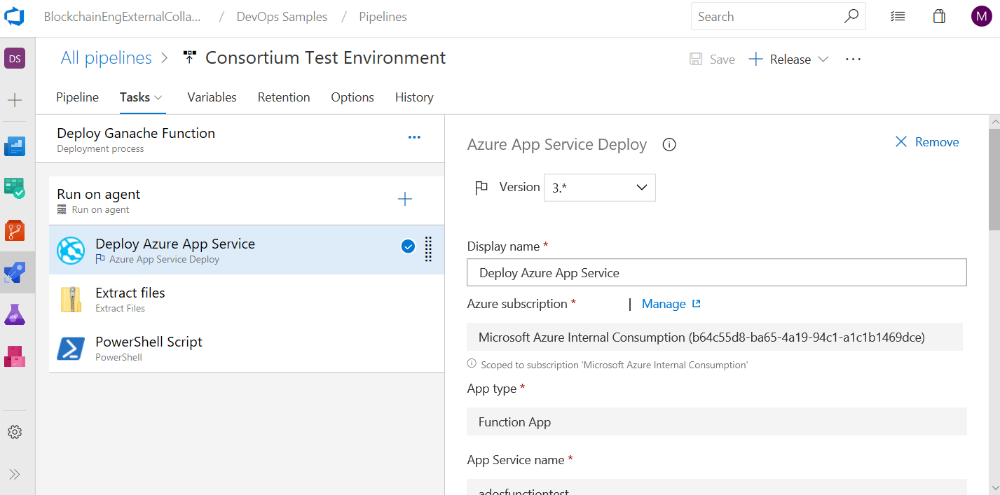 BlockchainEngExternalColla... / DevOps Samples / Pipelines
Search
M
DS
All pipelines > Consortium Test Environment
Save
Release
...
Pipeline Tasks Variables Retention Options History
Deploy Ganache Function
Deployment process
Run on agent
Run on agent
Deploy Azure App Service
Azure App Service Deploy
Extract files
Extract Files
PowerShell Script
PowerShell
Azure App Service Deploy
Remove
Version 3.*
Display name *
Deploy Azure App Service
Azure subscription * | Manage
Microsoft Azure Internal Consumption (b64c55d8-ba65-4a19-94c1-a1c1b1469dce)
Scoped to subscription 'Microsoft Azure Internal Consumption'
App type *
Function App
App Service name *
adosfunctiontest